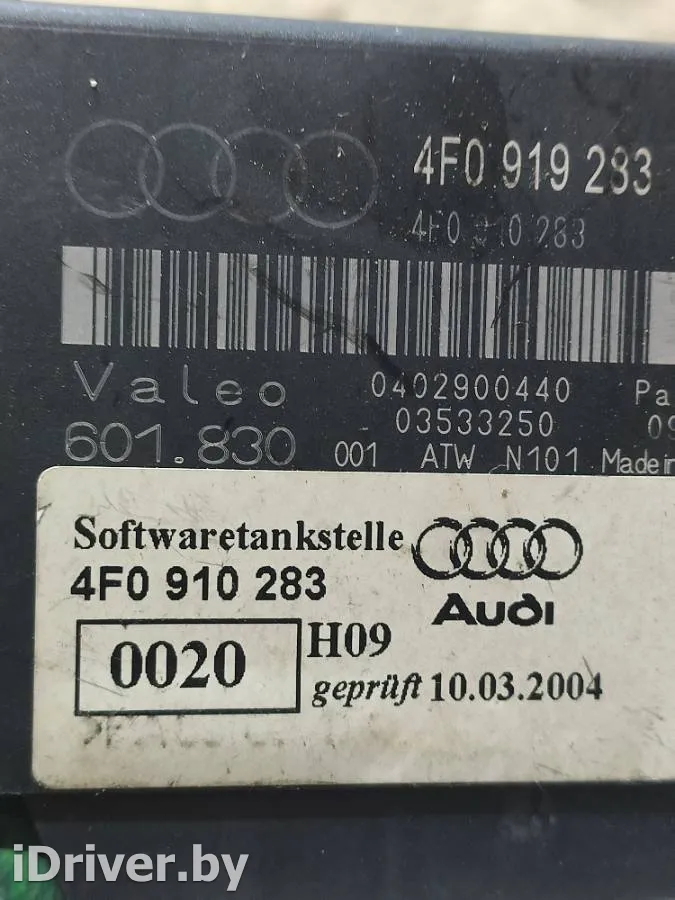 4F0 919 283
4F0 910 283
Valeo 0402900440 Pa
601.830 03533250 09
001 ATW N101 Made in
Softwaretankstelle
4F0 910 283
AUDI
0020 H09
geprüft 10.03.2004
iDriver.by